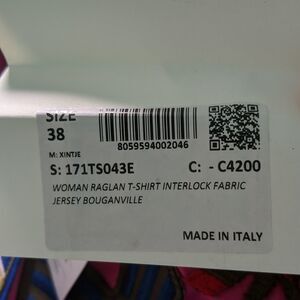 SIZE
38
8059594002046
M: XINTJE
S: 171TS043E C: - C4200
WOMAN RAGLAN T-SHIRT INTERLOCK FABRIC
JERSEY BOUGANVILLE
MADE IN ITALY